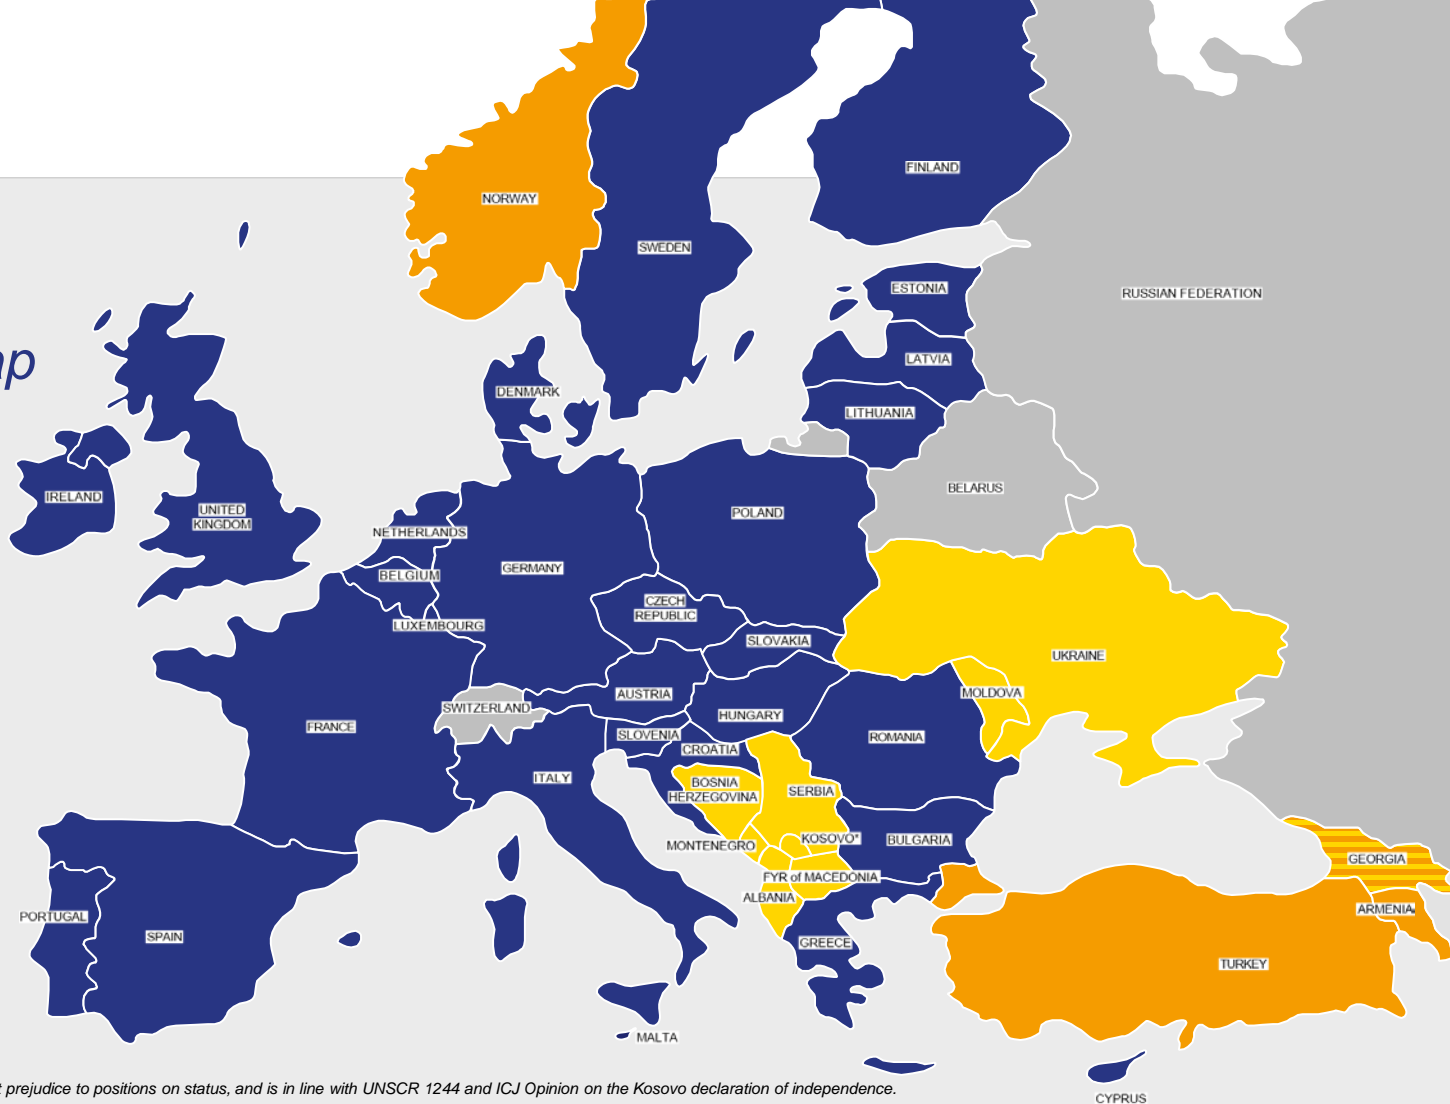 FINLAND
NORWAY
SWEDEN
ESTONIA
RUSSIAN FEDERATION
LATVIA
ap
DENMARK
LITHUANIA
BELARUS
IRELAND
UNITED
KINGDOM
POLAND
NETHERLANDS
GERMANY
BELGIUM
CZECH
REPUBLIC
LUXEMBOURG
SLOVAKIA
UKRAINE
AUSTRIA
MOLDOVA
SWITZERLAND
HUNGARY
FRANCE
SLOVENIA
ROMANIA
CROATIA
ITALY
BOSNIA
HERZEGOVINA
SERBIA
KOSOVO*
BULGARIA
MONTENEGRO
GEORGIA
FYR of MACEDONIA
ALBANIA
ARMENIA
PORTUGAL
SPAIN
GREECE
TURKEY
MALTA
t prejudice to positions on status, and is in line with UNSCR 1244 and ICJ Opinion on the Kosovo declaration of independence.
CYPRUS